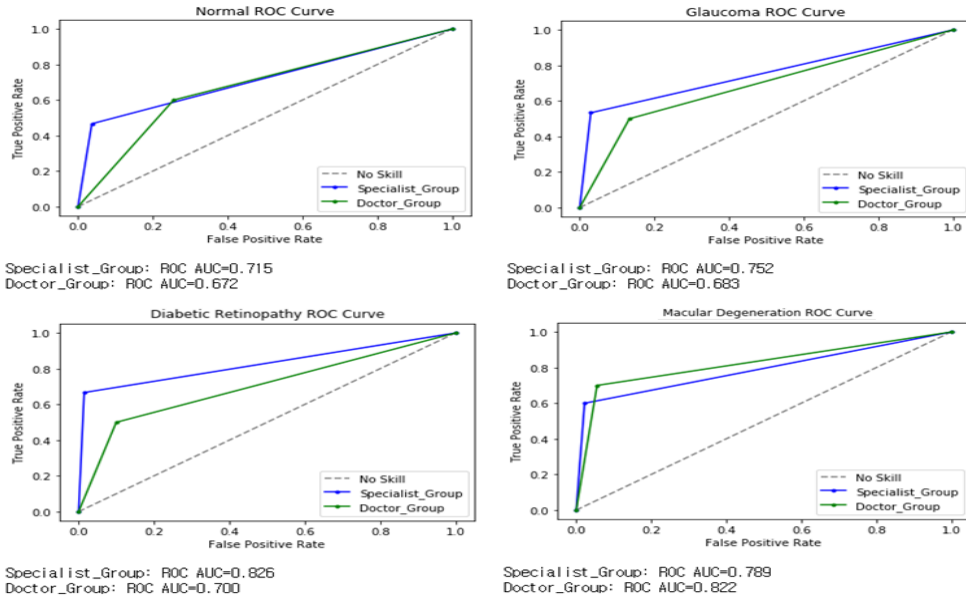 Normal ROC Curve
1.0
0.8
0.6
0.4
0.2
0.0
True Positive Rate
No Skill
Specialist_Group
Doctor_Group
0.0 0.2 0.4 0.6 0.8 1.0
False Positive Rate
Specialist_Group: ROC AUC=0.715
Doctor_Group: ROC AUC=0.672
Glaucoma ROC Curve
1.0
0.8
0.6
0.4
0.2
0.0
True Positive Rate
No Skill
Specialist_Group
Doctor_Group
0.0 0.2 0.4 0.6 0.8 1.0
False Positive Rate
Specialist_Group: ROC AUC=0.752
Doctor_Group: ROC AUC=0.683
Diabetic Retinopathy ROC Curve
1.0
0.8
0.6
0.4
0.2
0.0
True Positive Rate
No Skill
Specialist_Group
Doctor_Group
0.0 0.2 0.4 0.6 0.8 1.0
False Positive Rate
Specialist_Group: ROC AUC=0.826
Doctor_Group: ROC AUC=0.700
Macular Degeneration ROC Curve
1.0
0.8
0.6
0.4
0.2
0.0
True Positive Rate
No Skill
Specialist_Group
Doctor_Group
0.0 0.2 0.4 0.6 0.8 1.0
False Positive Rate
Specialist_Group: ROC AUC=0.789
Doctor_Group: ROC AUC=0.822